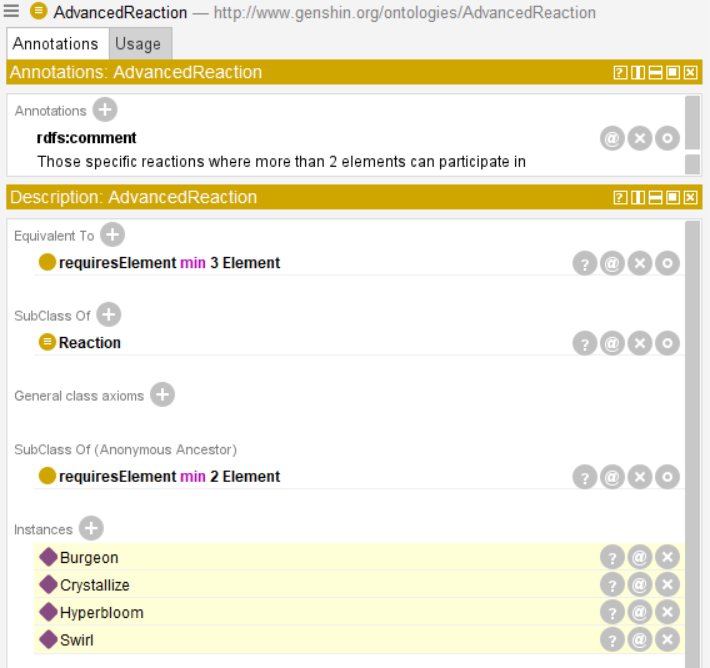 AdvancedReaction — http://www.genshin.org/ontologies/AdvancedReaction
Annotations Usage
Annotations: AdvancedReaction
Annotations
rdfs:comment
Those specific reactions where more than 2 elements can participate in
Description: AdvancedReaction
Equivalent To
requiresElement min 3 Element
SubClass Of
Reaction
General class axioms
SubClass Of (Anonymous Ancestor)
requiresElement min 2 Element
Instances
Burgeon
Crystallize
Hyperbloom
Swirl